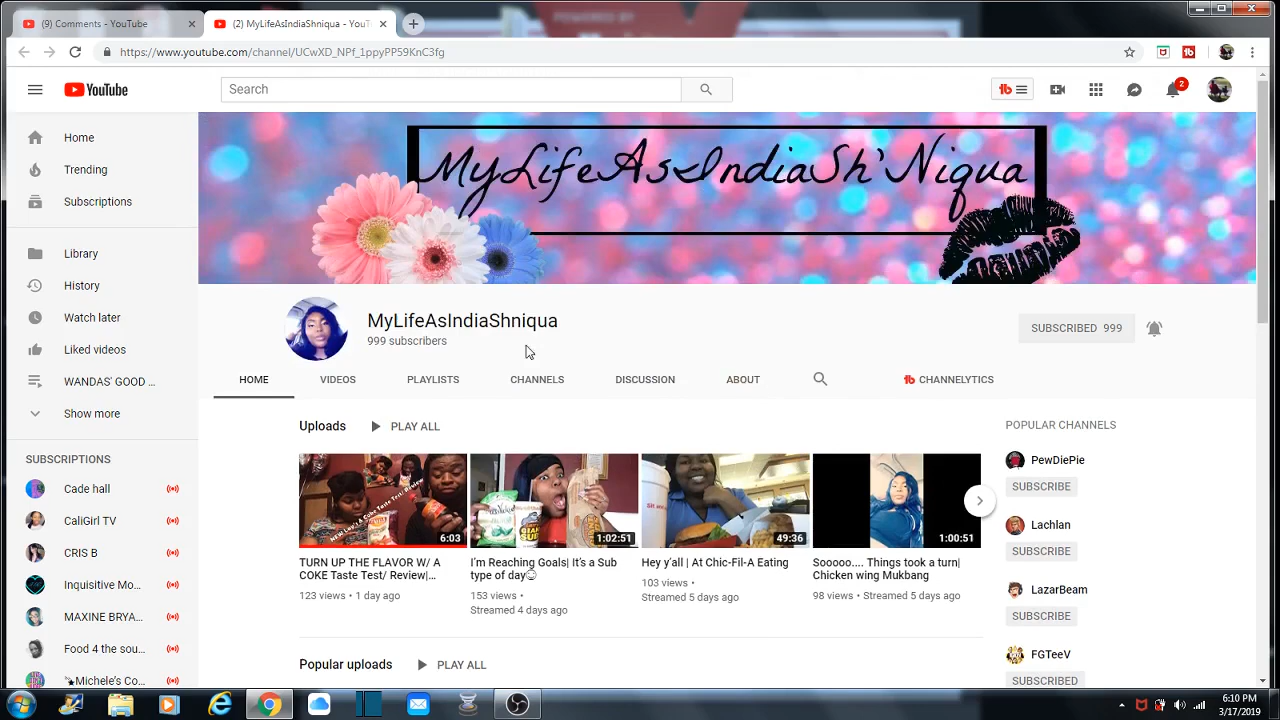 (9) Comments - YouTube
(2) MyLifeAsIndiaShniqua - YouT
https://www.youtube.com/channel/UCwXD_NPf_1ppyPP59KnC3fg
YouTube
Search
2
MyLifeAsIndiaSh'Niqua
Home
Trending
Subscriptions
Library
History
Watch later
Liked videos
WANDAS' GOOD ...
Show more
SUBSCRIPTIONS
Cade hall
CaliGirl TV
CRIS B
Inquisitive Mo...
MAXINE BRYA...
Food 4 the sou...
Michele's Co...
MyLifeAsIndiaShniqua
999 subscribers
SUBSCRIBED 999
HOME
VIDEOS
PLAYLISTS
CHANNELS
DISCUSSION
ABOUT
CHANNELYTICS
Uploads
PLAY ALL
6:03
TURN UP THE FLAVOR W/ A
COKE Taste Test/ Review|...
123 views • 1 day ago
1:02:51
I'm Reaching Goals| It's a Sub
type of day
153 views •
Streamed 4 days ago
49:36
Hey y'all | At Chic-Fil-A Eating
103 views •
Streamed 5 days ago
1:00:51
Sooooo.... Things took a turn|
Chicken wing Mukbang
98 views • Streamed 5 days ago
Popular uploads
PLAY ALL
POPULAR CHANNELS
PewDiePie
SUBSCRIBE
Lachlan
SUBSCRIBE
LazarBeam
SUBSCRIBE
FGTeeV
SUBSCRIBED
6:10 PM
3/17/2019